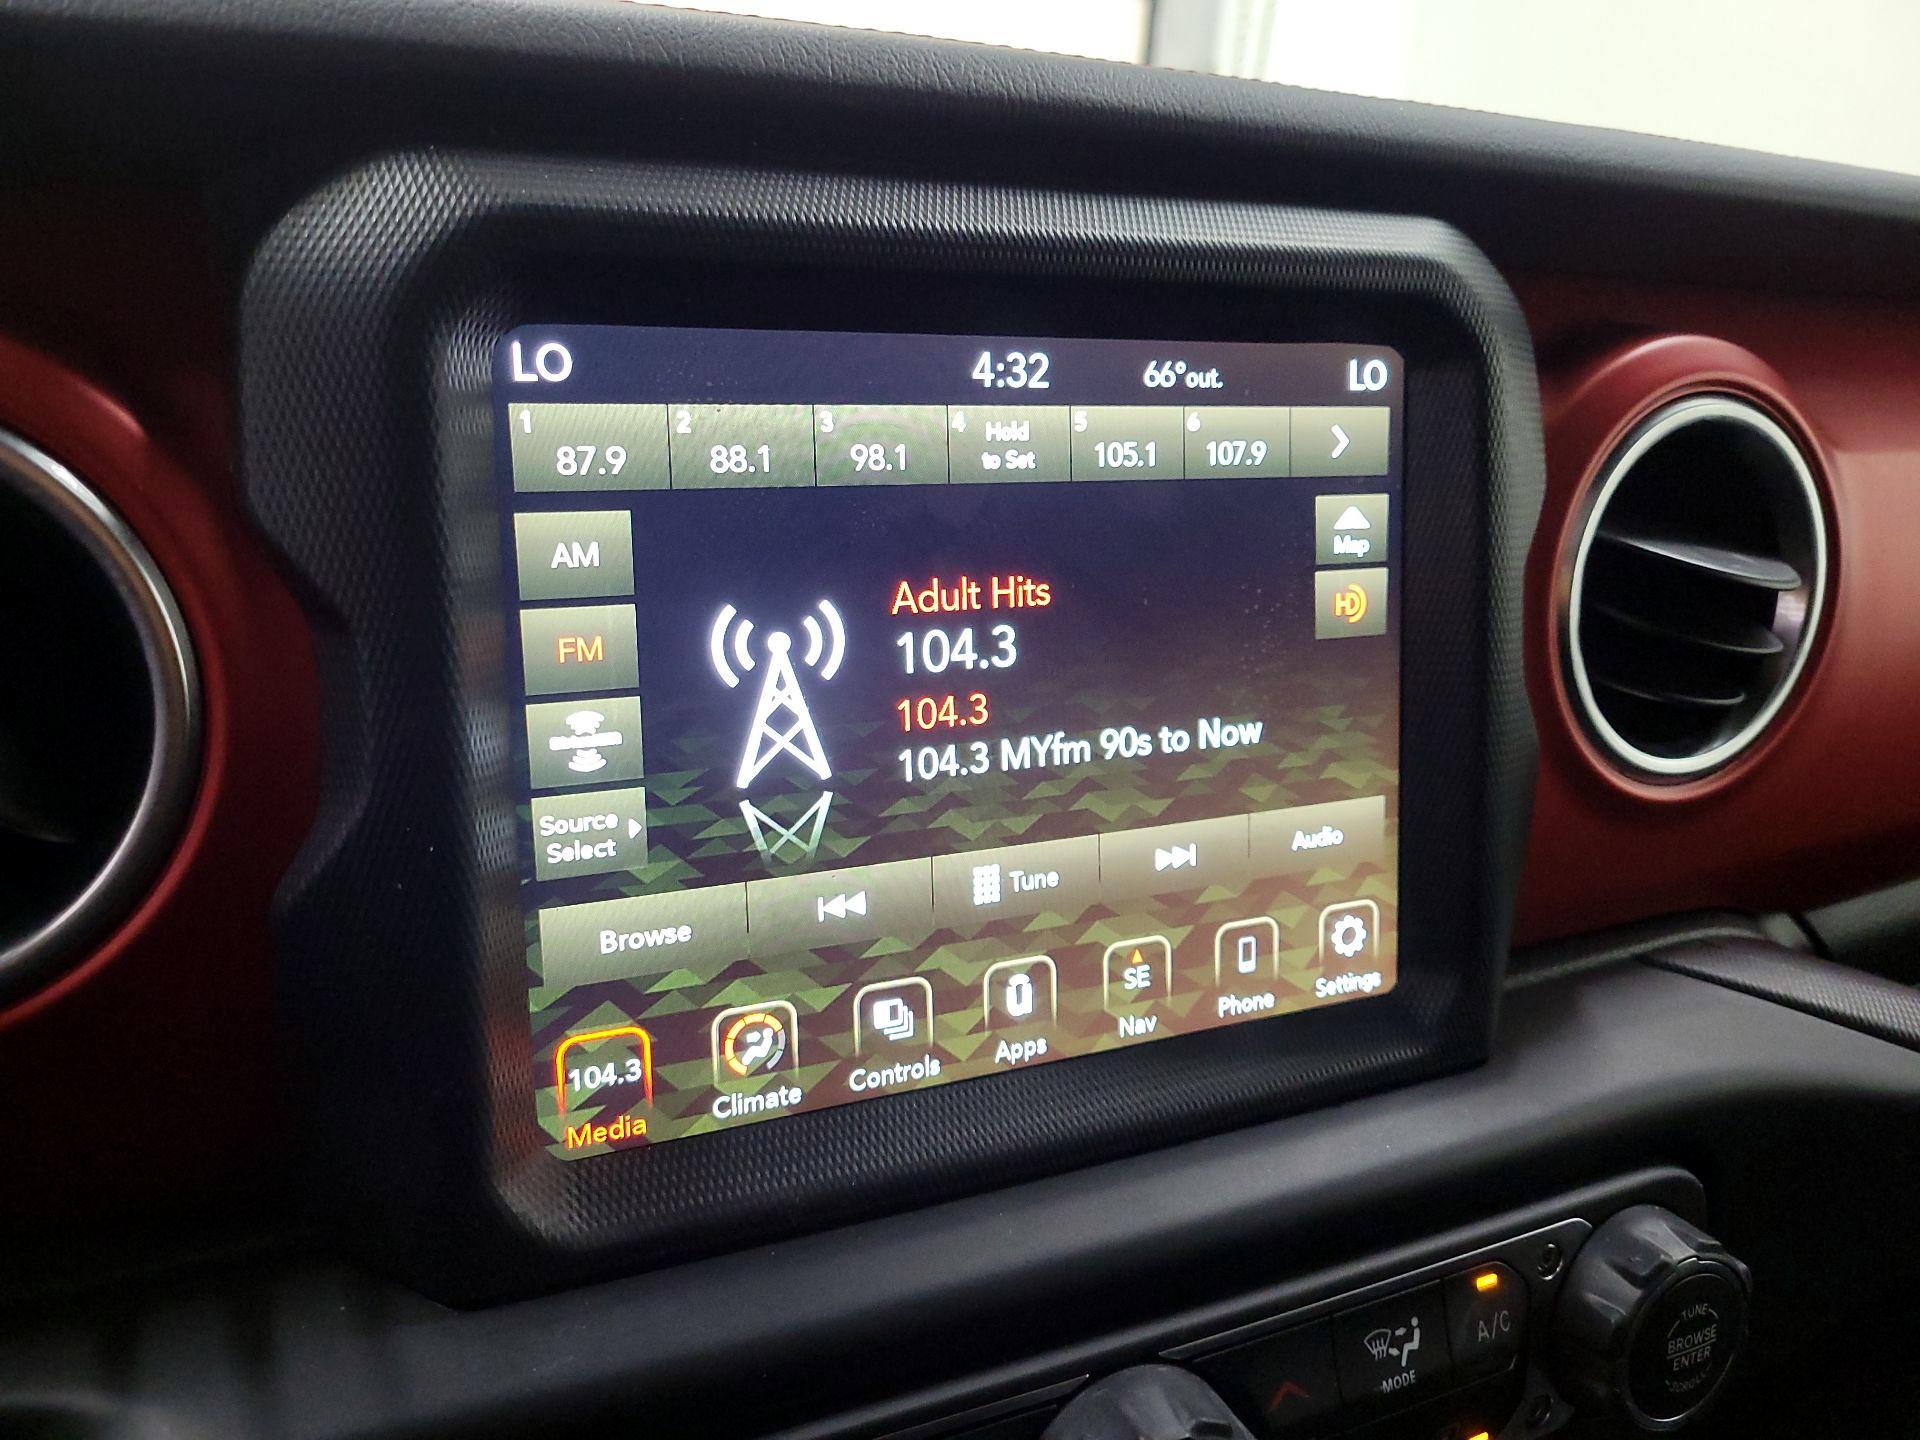 LO 4:32 66°out. LO
1 87.9 2 88.1 3 98.1 4 Hold to Set 5 105.1 6 107.9
AM
Map
HD
FM
Adult Hits
104.3
104.3
104.3 MYfm 90s to Now
Source
Select
Browse
Tune
Audio
104.3
Media
Climate
Controls
Apps
SE
Nav
Phone
Settings
MODE
A/C
TUNE
BROWSE
ENTER
SCROLL